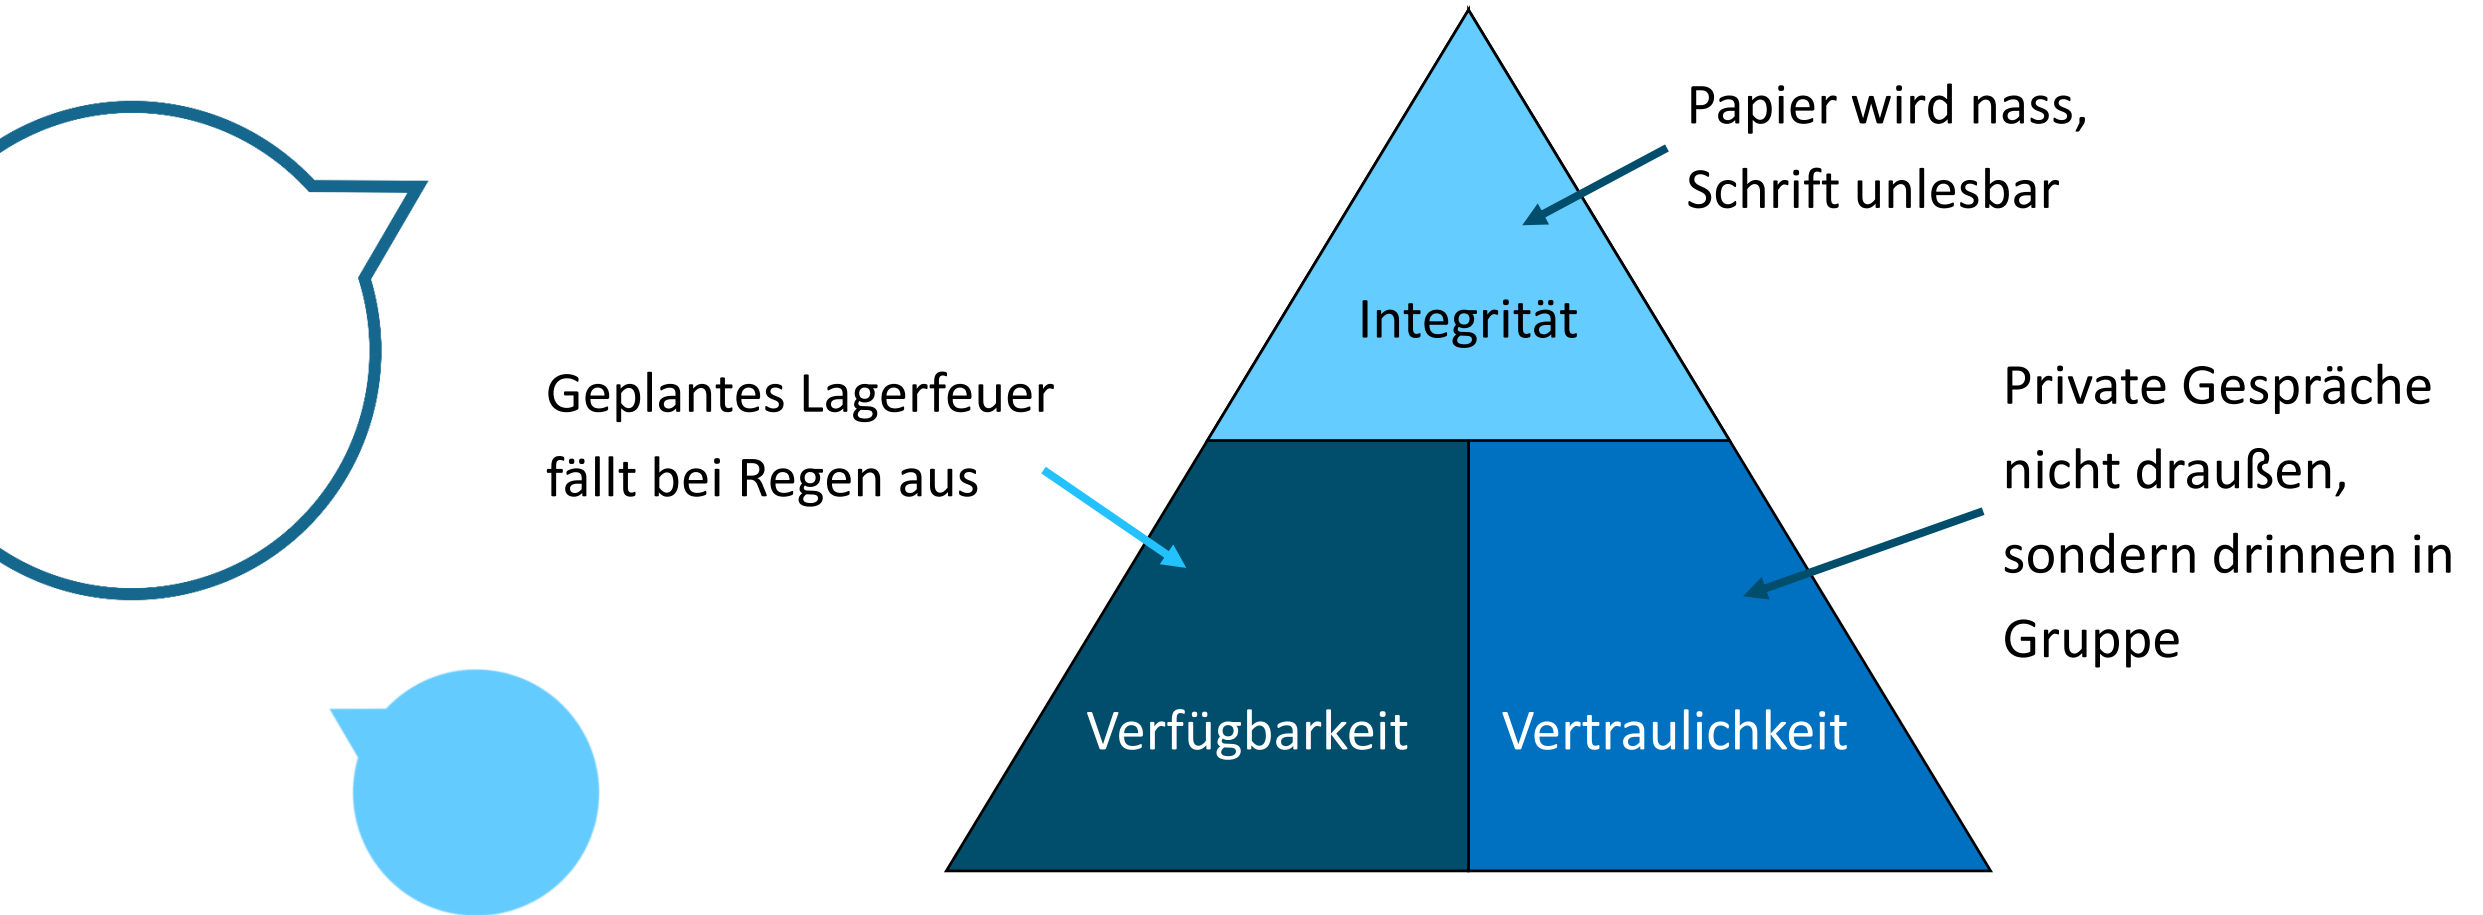 Papier wird nass,
Schrift unlesbar
Integrität
Geplantes Lagerfeuer
fällt bei Regen aus
Private Gespräche
nicht draußen,
sondern drinnen in
Gruppe
Verfügbarkeit
Vertraulichkeit